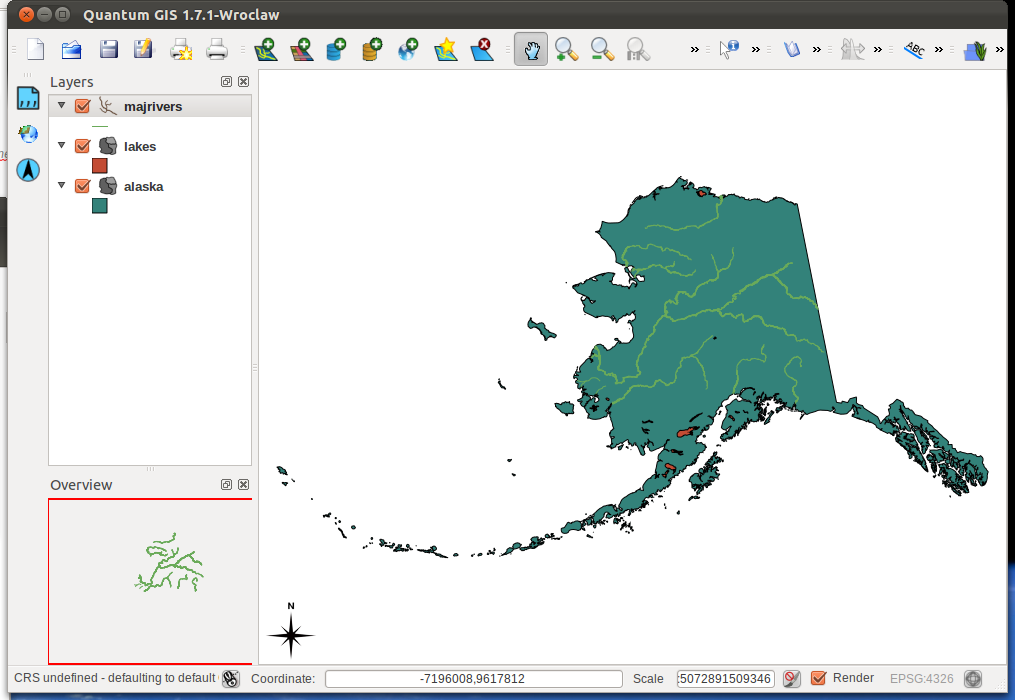 Quantum GIS 1.7.1-Wroclaw
» » » » » »
ABC
Layers
majrivers
lakes
alaska
Overview
N
CRS undefined - defaulting to default
Coordinate: -7196008,9617812 Scale :5072891509346 Render EPSG:4326